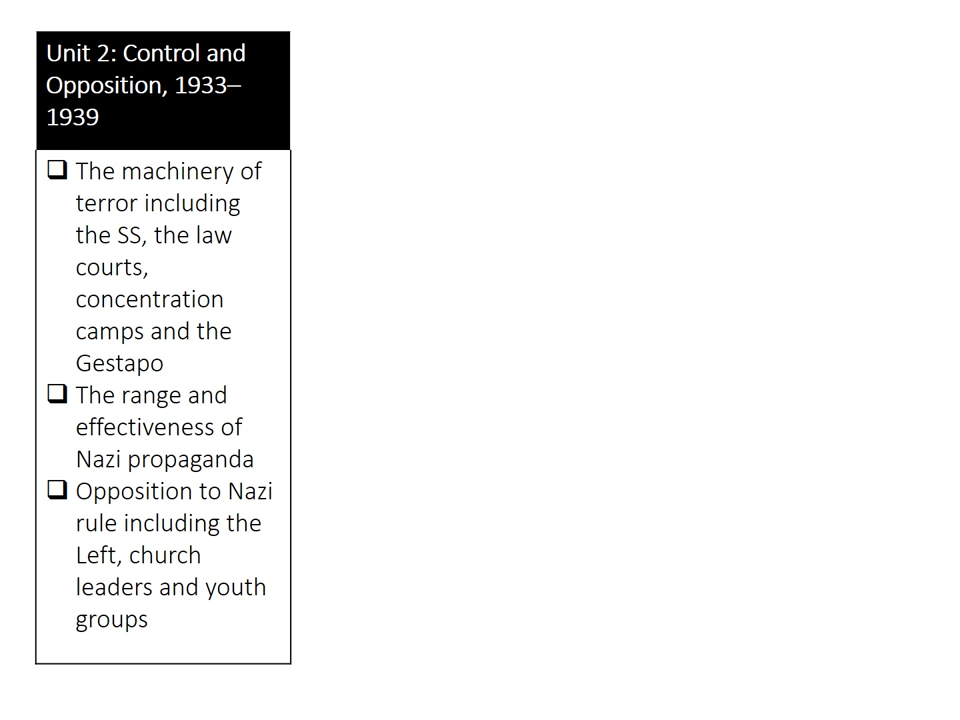 Unit 2: Control and
Opposition, 1933–
1939
❑ The machinery of
terror including
the SS, the law
courts,
concentration
camps and the
Gestapo
❑ The range and
effectiveness of
Nazi propaganda
❑ Opposition to Nazi
rule including the
Left, church
leaders and youth
groups